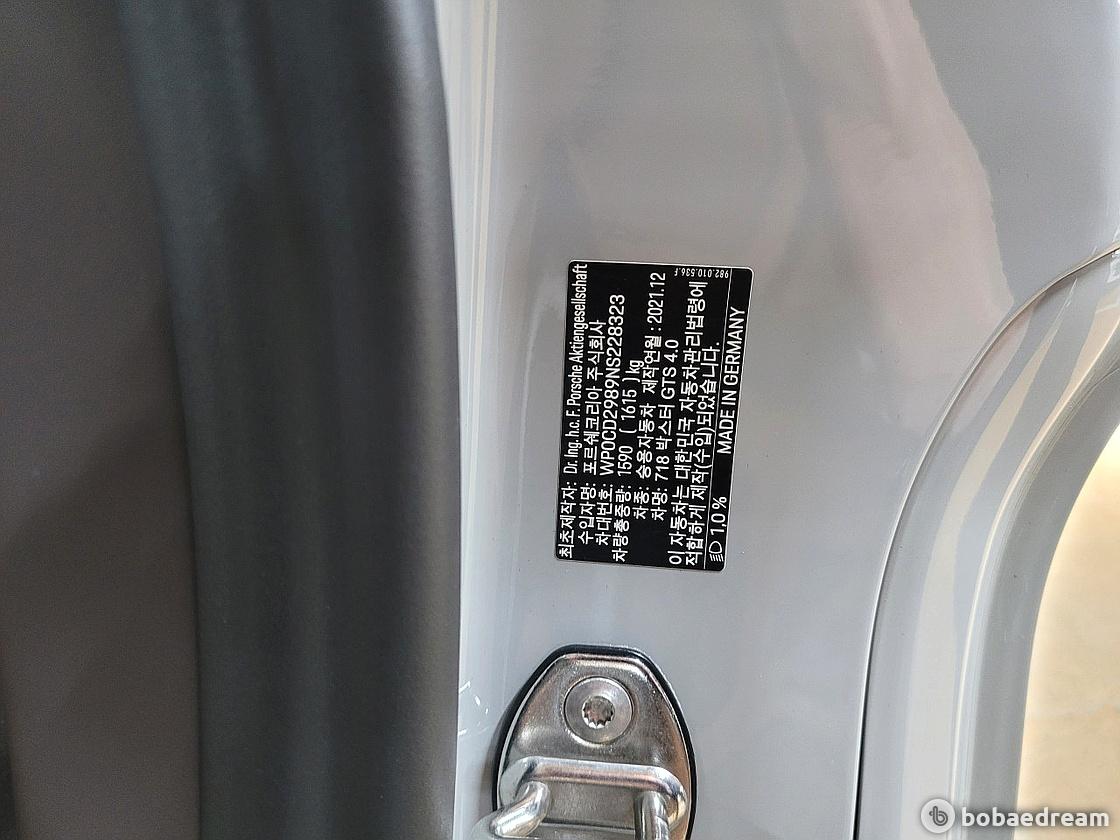 최초제작자: Dr. Ing. h.c. F. Porsche Aktiengesellschaft
수입자명: 포르쉐코리아 주식회사
차대번호: WP0CD2989NS228323
차량총중량: 1590 ( 1615 ) kg
차종: 승용자동차 제작연월 : 2021.12
차명: 718 박스터 GTS 4.0
이 자동차는 대한민국 자동차관리법령에
적합하게 제작(수입)되었습니다.
1,0 % MADE IN GERMANY
982.010.536.F
bobaedream